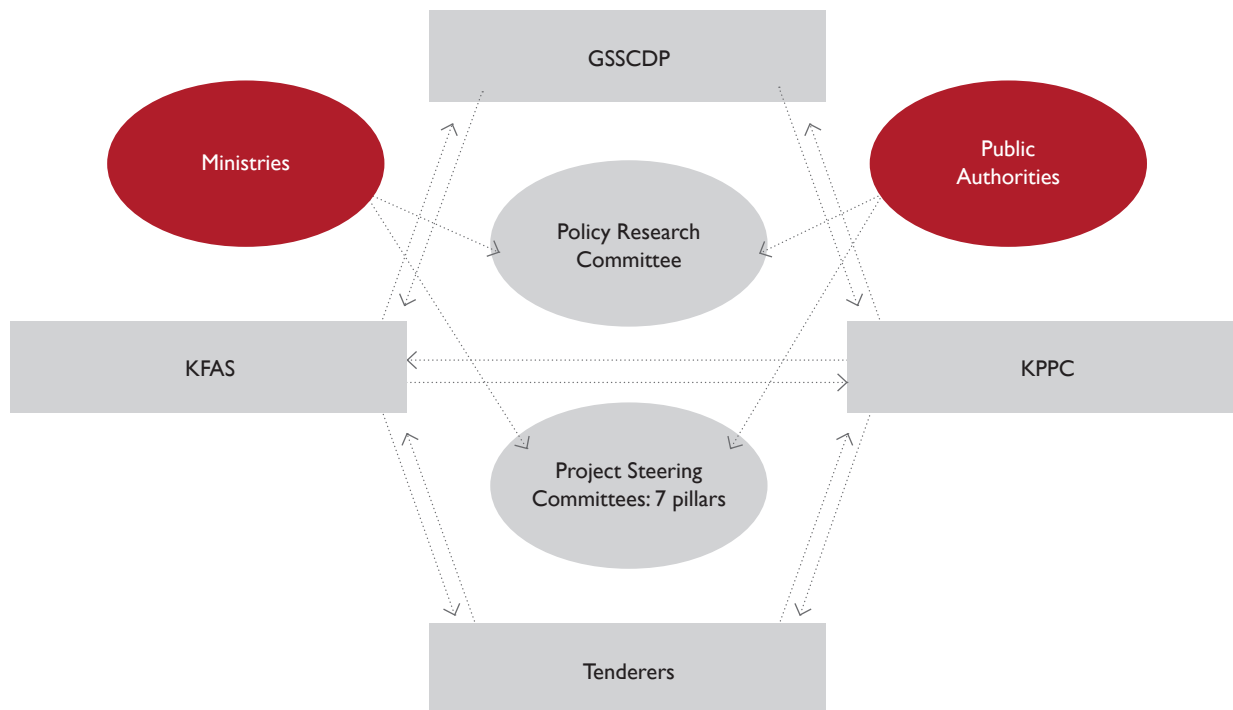 GSSCDP
Ministries
Public
Authorities
Policy Research
Committee
KFAS
KPPC
Project Steering
Committees: 7 pillars
Tenderers